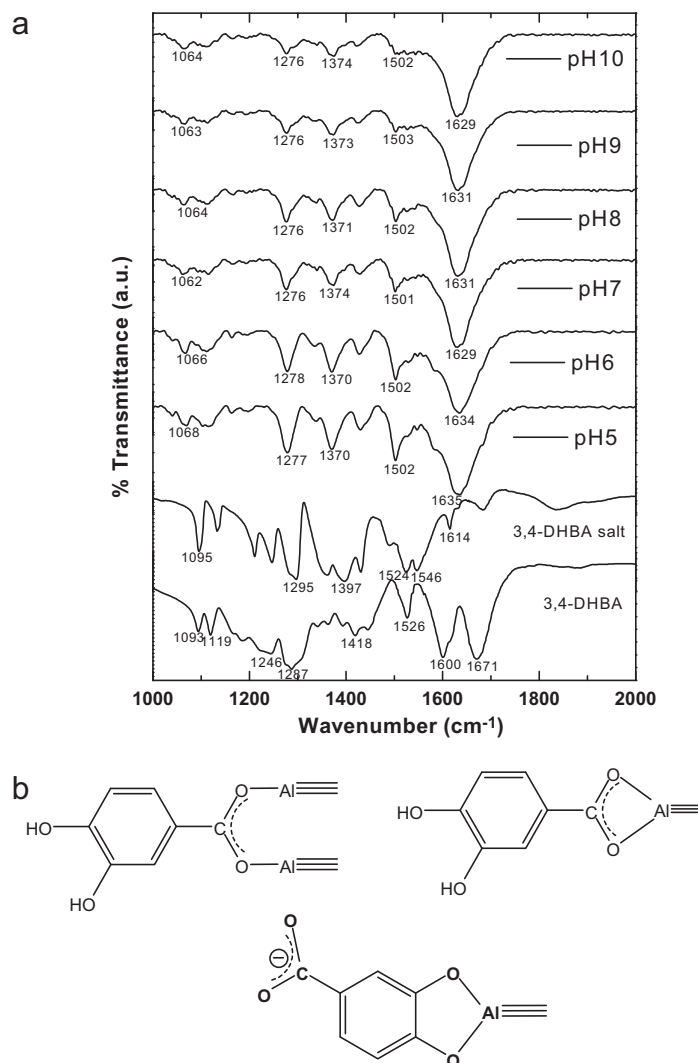 a
1064
1276
1374
1502
1629
pH10
1063
1276
1373
1503
1631
pH9
1064
1276
1371
1502
1631
pH8
1062
1276
1374
1501
1629
pH7
1066
1278
1370
1502
1634
pH6
1068
1277
1370
1502
1635
pH5
1095
1295
1397
1524
1546
1614
3,4-DHBA salt
1093
1119
1246
1287
1418
1526
1600
1671
3,4-DHBA
% Transmittance (a.u.)
1000 1200 1400 1600 1800 2000
Wavenumber (cm-1)
b
HO
HO
C
O
O
Al
Al
HO
HO
C
O
O
Al
O
O
C
O
O
Al